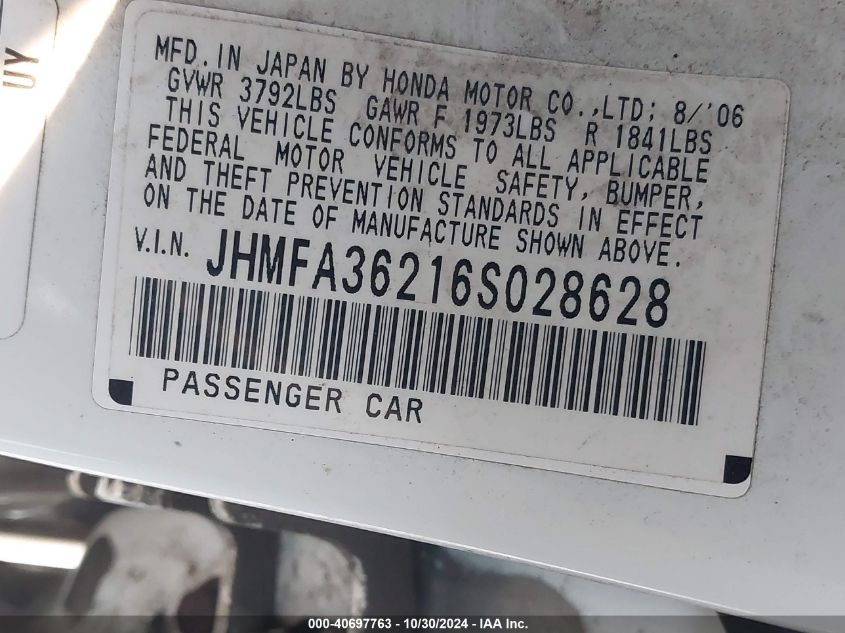 UY
MFD. IN JAPAN BY HONDA MOTOR CO.,LTD; 8/'06
GVWR 3792LBS GAWR F 1973LBS R 1841LBS
THIS VEHICLE CONFORMS TO ALL APPLICABLE
FEDERAL MOTOR VEHICLE SAFETY, BUMPER,
AND THEFT PREVENTION STANDARDS IN EFFECT
ON THE DATE OF MANUFACTURE SHOWN ABOVE.
V.I.N. JHMFA36216S028628
PASSENGER CAR
000-40697763 - 10/30/2024 - IAA Inc.